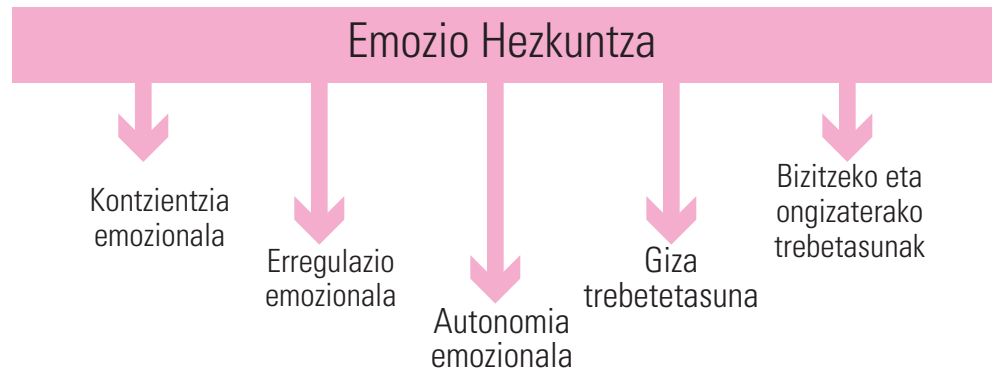 Emozio Hezkuntza
Kontzientzia
emozionala
Erregulazio
emozionala
Autonomia
emozionala
Giza
trebetetasuna
Bizitzeko eta
ongizaterako
trebetasunak